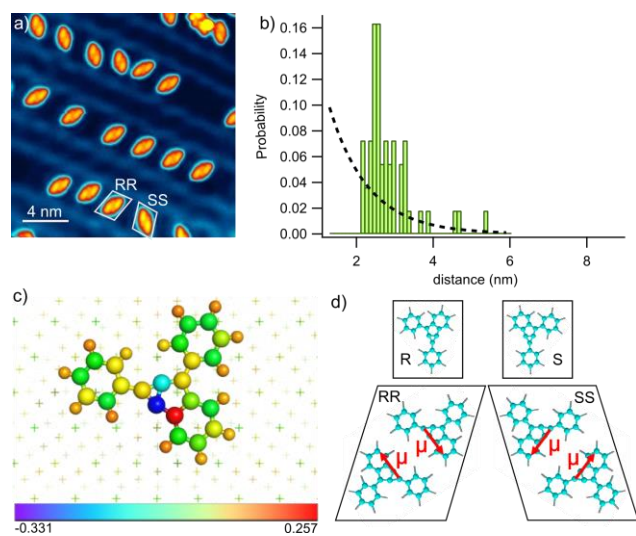 a)
RR
SS
4 nm
b)
Probability
0.16
0.14
0.12
0.10
0.08
0.06
0.04
0.02
0.00
2 4 6 8
distance (nm)
c)
-0.331 0.257
d)
R S
RR SS
μ μ
μ μ